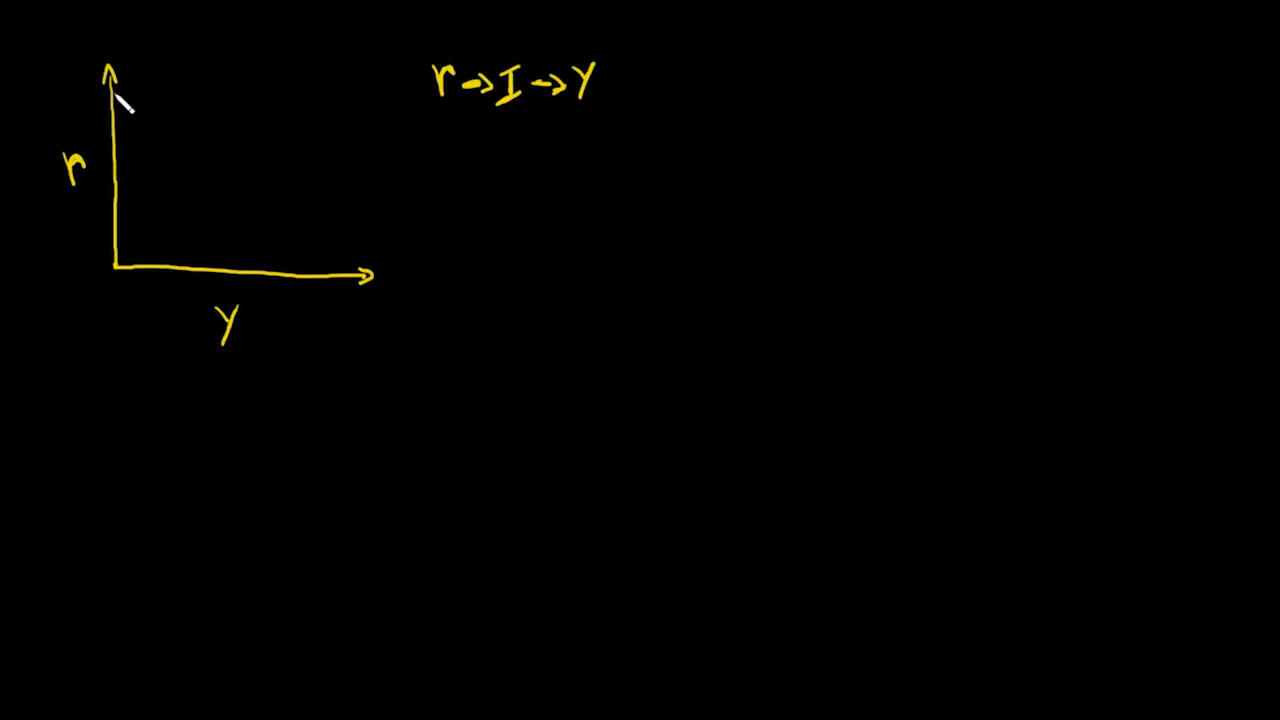 r → I → Y
r
Y